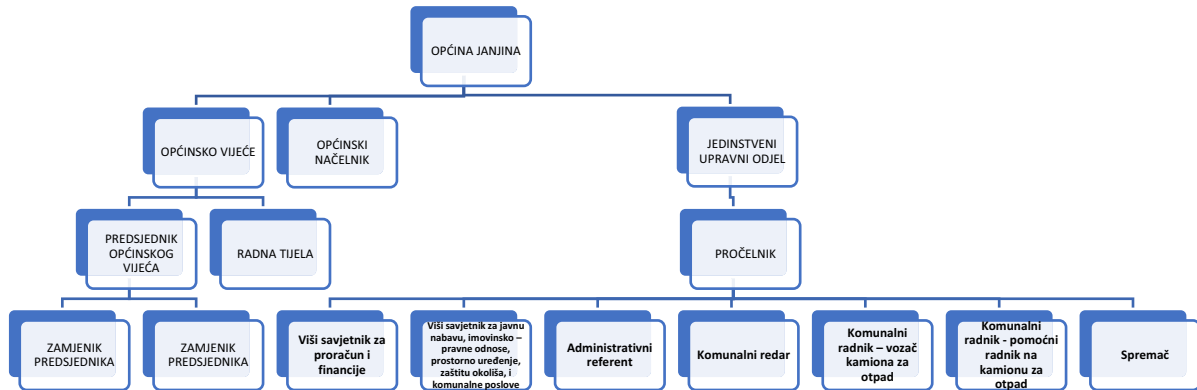 OPĆINA JANJINA
OPĆINSKO VIJEĆE
OPĆINSKI
NAČELNIK
JEDINSTVENI
UPRAVNI ODJEL
PREDSJEDNIK
OPĆINSKOG
VIJEĆA
RADNA TIJELA
PROČELNIK
ZAMJENIK
PREDSJEDNIKA
ZAMJENIK
PREDSJEDNIKA
Viši savjetnik za
proračun i
financije
Viši savjetnik za javnu
nabavu, imovinsko –
pravne odnose,
prostorno uređenje,
zaštitu okoliša, i
komunalne poslove
Administrativni
referent
Komunalni redar
Komunalni
radnik – vozač
kamiona za
otpad
Komunalni
radnik - pomoćni
radnik na
kamionu za
otpad
Spremač